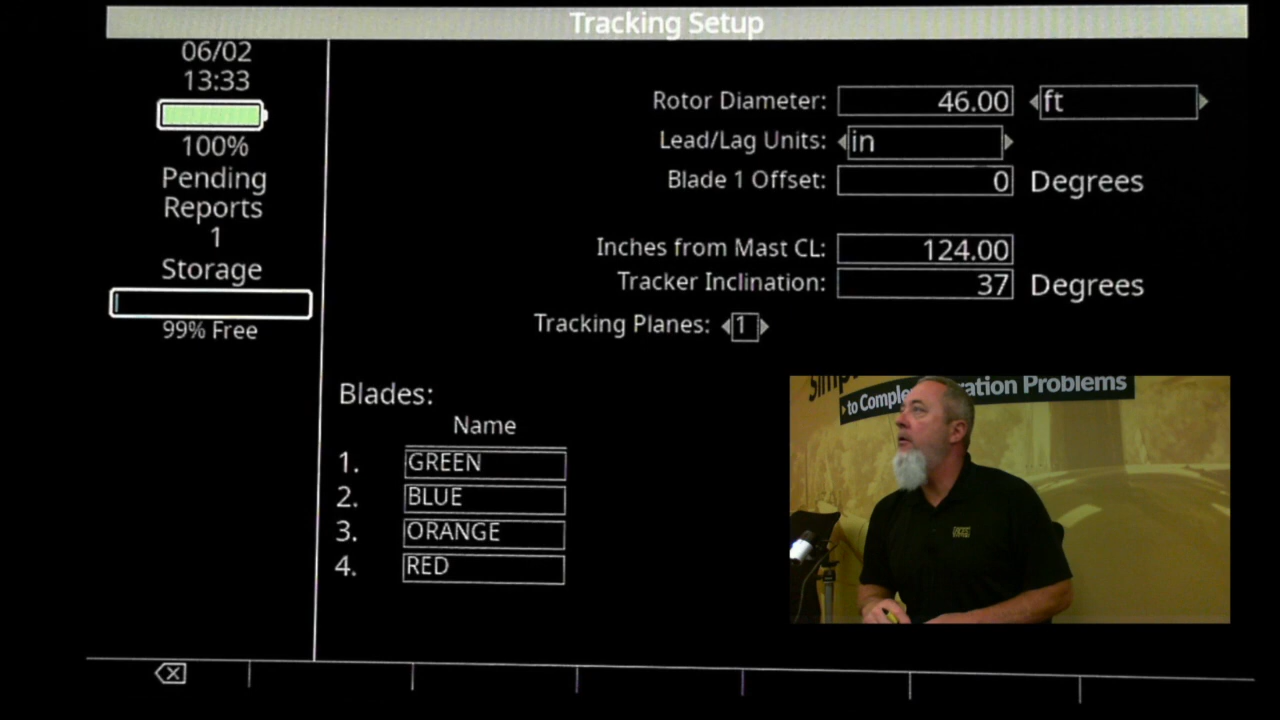 Tracking Setup
06/02
13:33
100%
Pending
Reports
1
Storage
99% Free
Rotor Diameter: 46.00 ft
Lead/Lag Units: in
Blade 1 Offset: 0 Degrees
Inches from Mast CL: 124.00
Tracker Inclination: 37 Degrees
Tracking Planes: 1
Blades:
Name
1. GREEN
2. BLUE
3. ORANGE
4. RED
to Comple ration Problems